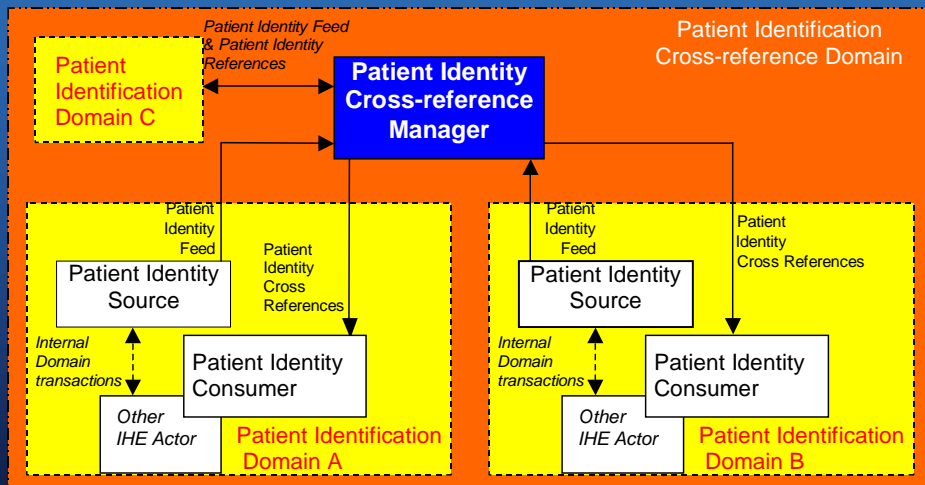 Patient Identity Feed
& Patient Identity
References
Patient Identification
Cross-reference Domain
Patient
Identification
Domain C
Patient Identity
Cross-reference
Manager
Patient
Identity
Feed
Patient
Identity
Cross
References
Patient Identity
Source
Internal
Domain
transactions
Patient Identity
Consumer
Other
IHE Actor
Patient Identification
Domain A
Patient
Identity
Feed
Patient
Identity
Cross References
Patient Identity
Source
Internal
Domain
transactions
Patient Identity
Consumer
Other
IHE Actor
Patient Identification
Domain B